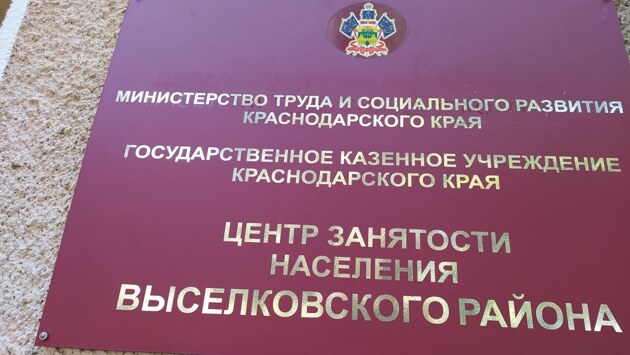 МИНИСТЕРСТВО ТРУДА И СОЦИАЛЬНОГО РАЗВИТИЯ
КРАСНОДАРСКОГО КРАЯ
ГОСУДАРСТВЕННОЕ КАЗЕННОЕ УЧРЕЖДЕНИЕ
КРАСНОДАРСКОГО КРАЯ
ЦЕНТР ЗАНЯТОСТИ
НАСЕЛЕНИЯ
ВЫСЕЛКОВСКОГО РАЙОНА